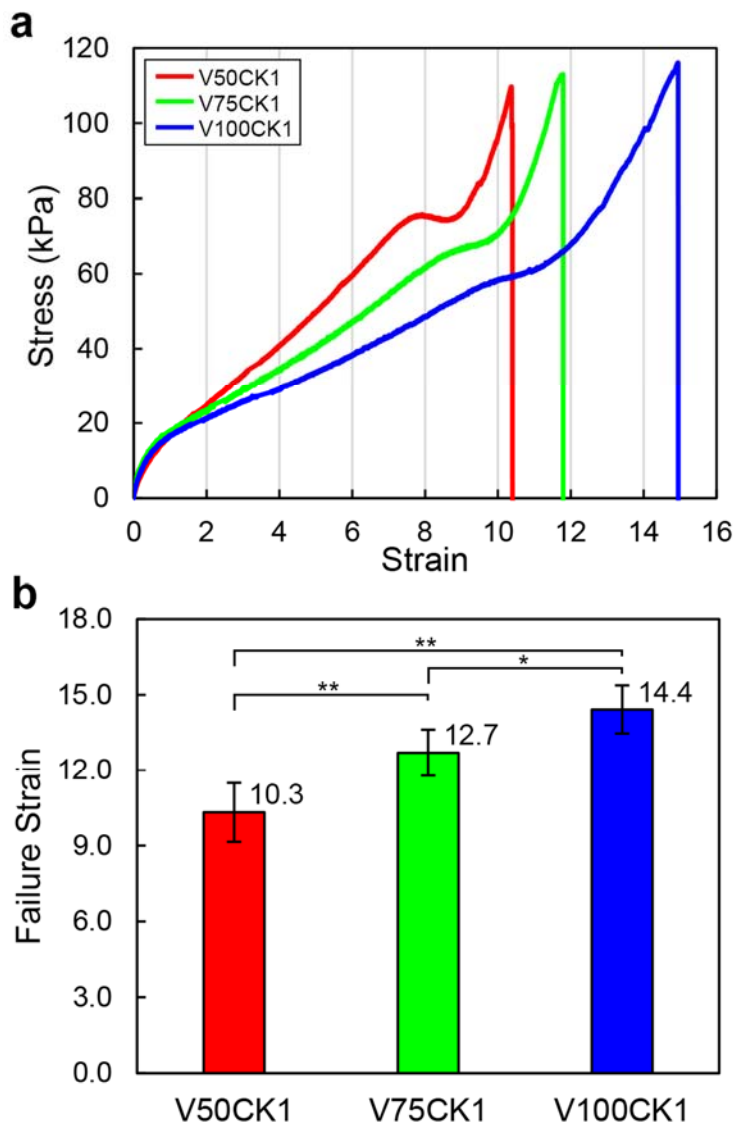 a
120
100
80
60
40
20
0
Stress (kPa)
V50CK1
V75CK1
V100CK1
0 2 4 6 8 10 12 14 16
Strain
b
18.0
15.0
12.0
9.0
6.0
3.0
0.0
Failure Strain
**
**
*
10.3
12.7
14.4
V50CK1 V75CK1 V100CK1